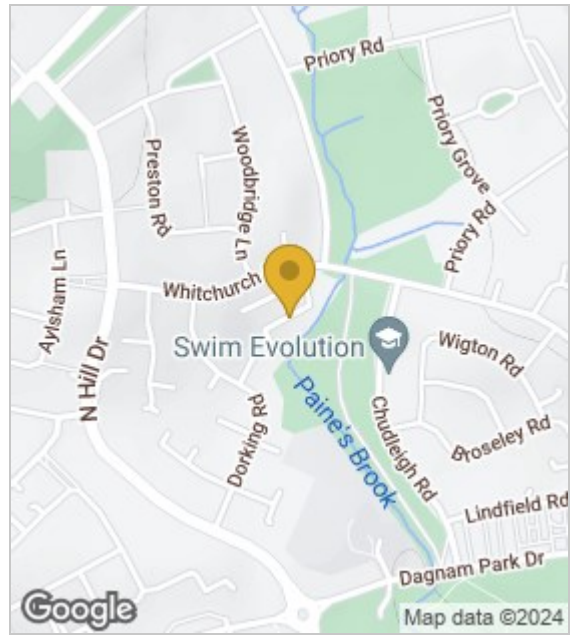 Priory Rd
Priory Grove
Preston Rd
Woodbridge Ln
Priory Rd
Aylsham Ln
Whitchurch
N Hill Dr
Swim Evolution
Wigton Rd
Paine's Brook
Chudleigh Rd
Broseley Rd
Dorking Rd
Lindfield Rd
Dagnam Park Dr
Google
Map data ©2024